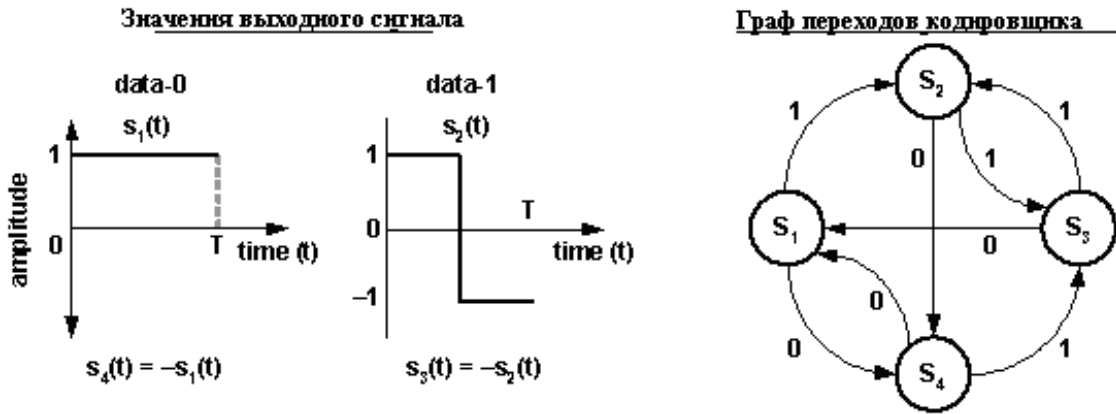 Значения выходного сигнала
data-0
data-1
s₁(t)
s₂(t)
1
0
T
time (t)
amplitude
1
0
–1
T
time (t)
s₄(t) = –s₁(t)
s₃(t) = –s₂(t)
Граф переходов кодировщика
S₂
1
1
0
1
S₁
S₃
0
0
0
1
S₄